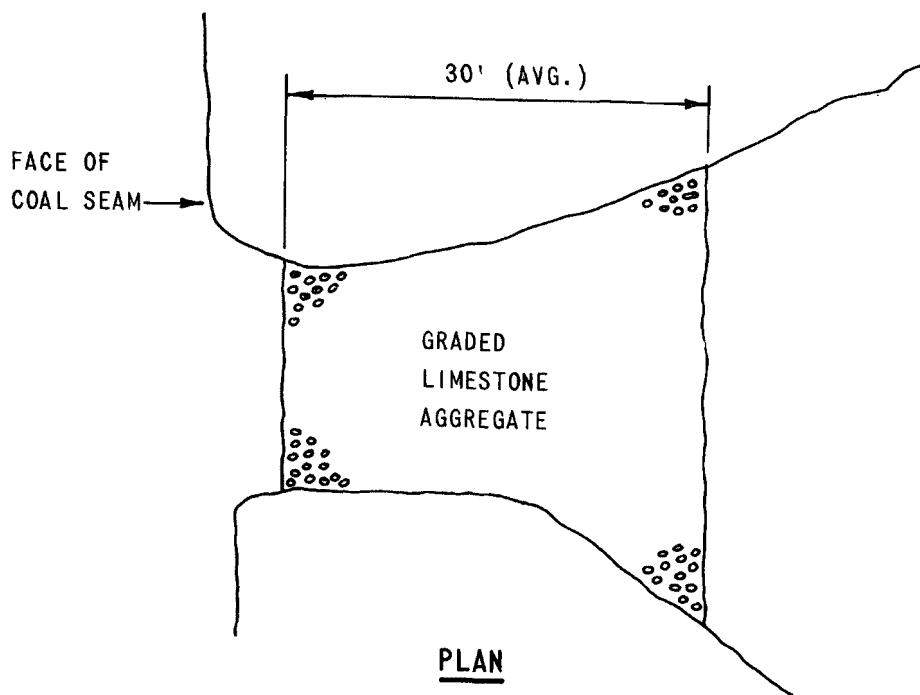 30' (AVG.)
FACE OF
COAL SEAM
GRADED
LIMESTONE
AGGREGATE
PLAN